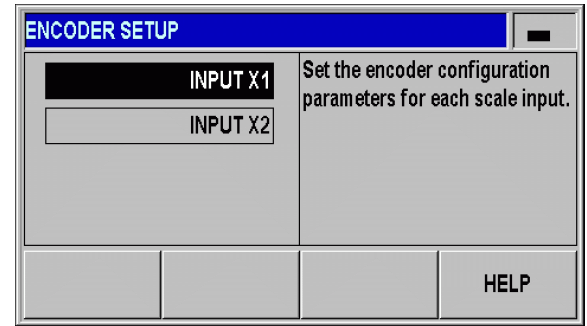 ENCODER SETUP
INPUT X1
INPUT X2
Set the encoder configuration
parameters for each scale input.
HELP